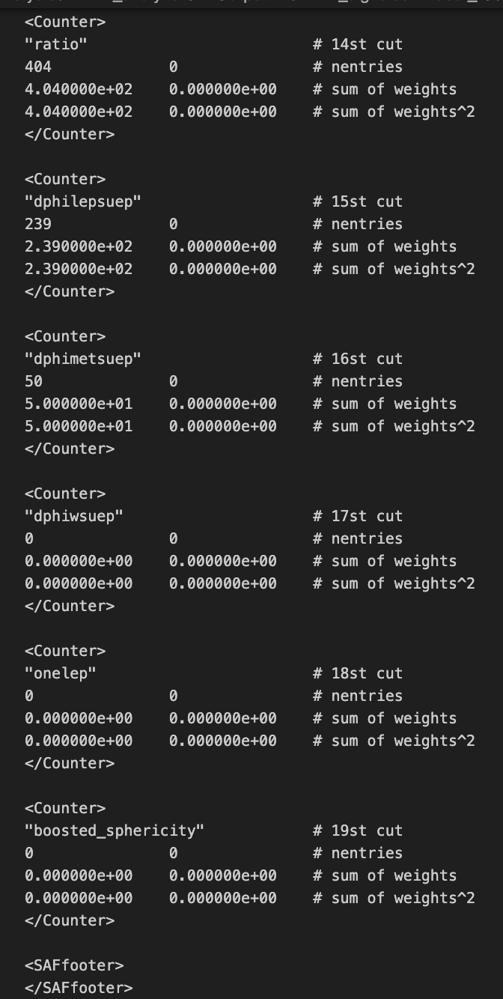 <Counter>
"ratio" # 14st cut
404 0 # nentries
4.040000e+02 0.000000e+00 # sum of weights
4.040000e+02 0.000000e+00 # sum of weights^2
</Counter>
<Counter>
"dphilepsuep" # 15st cut
239 0 # nentries
2.390000e+02 0.000000e+00 # sum of weights
2.390000e+02 0.000000e+00 # sum of weights^2
</Counter>
<Counter>
"dphimetsuep" # 16st cut
50 0 # nentries
5.000000e+01 0.000000e+00 # sum of weights
5.000000e+01 0.000000e+00 # sum of weights^2
</Counter>
<Counter>
"dphiwsuep" # 17st cut
0 0 # nentries
0.000000e+00 0.000000e+00 # sum of weights
0.000000e+00 0.000000e+00 # sum of weights^2
</Counter>
<Counter>
"onelep" # 18st cut
0 0 # nentries
0.000000e+00 0.000000e+00 # sum of weights
0.000000e+00 0.000000e+00 # sum of weights^2
</Counter>
<Counter>
"boosted_sphericity" # 19st cut
0 0 # nentries
0.000000e+00 0.000000e+00 # sum of weights
0.000000e+00 0.000000e+00 # sum of weights^2
</Counter>
<SAFfooter>
</SAFfooter>